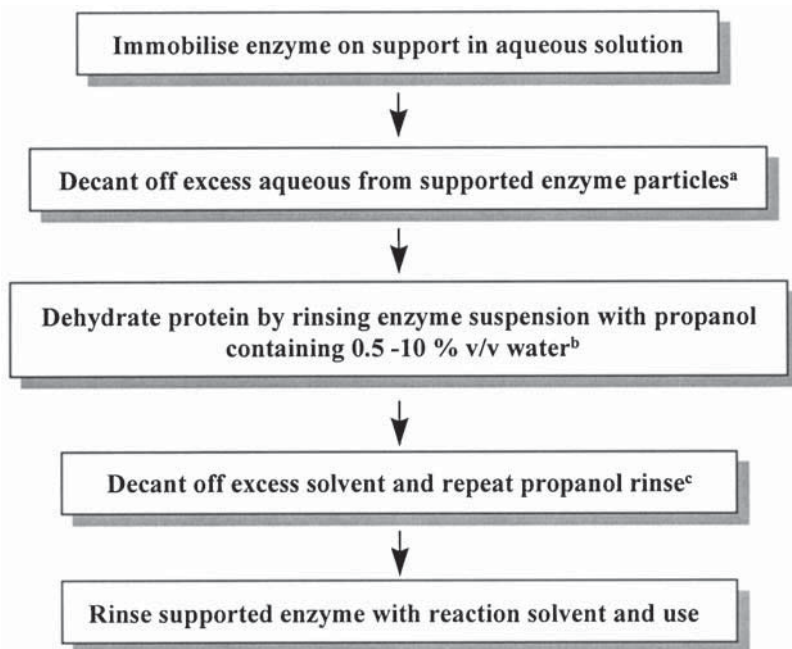 Immobilise enzyme on support in aqueous solution
Decant off excess aqueous from supported enzyme particlesᵃ
Dehydrate protein by rinsing enzyme suspension with propanol
containing 0.5 -10 % v/v waterᵇ
Decant off excess solvent and repeat propanol rinseᶜ
Rinse supported enzyme with reaction solvent and use